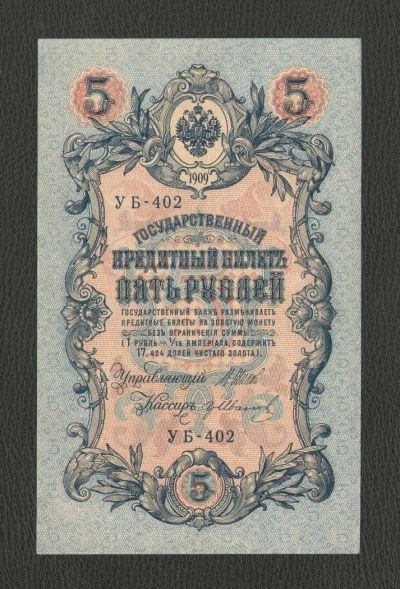 5 5
1909
УБ-402
ГОСУДАРСТВЕННЫЙ
КРЕДИТНЫЙ БИЛЕТЪ
ПЯТЬ РУБЛЕЙ
ГОСУДАРСТВЕННЫЙ БАНКЪ РАЗМѢНИВАЕТЪ
КРЕДИТНЫЕ БИЛЕТЫ НА ЗОЛОТУЮ МОНЕТУ
БЕЗЪ ОГРАНИЧЕНІЯ СУММЫ
(1 РУБЛЬ = 1/15 ИМПЕРІАЛА, СОДЕРЖИТЪ
17,424 ДОЛЕЙ ЧИСТАГО ЗОЛОТА).
Управляющій
Кассиръ
УБ-402
5